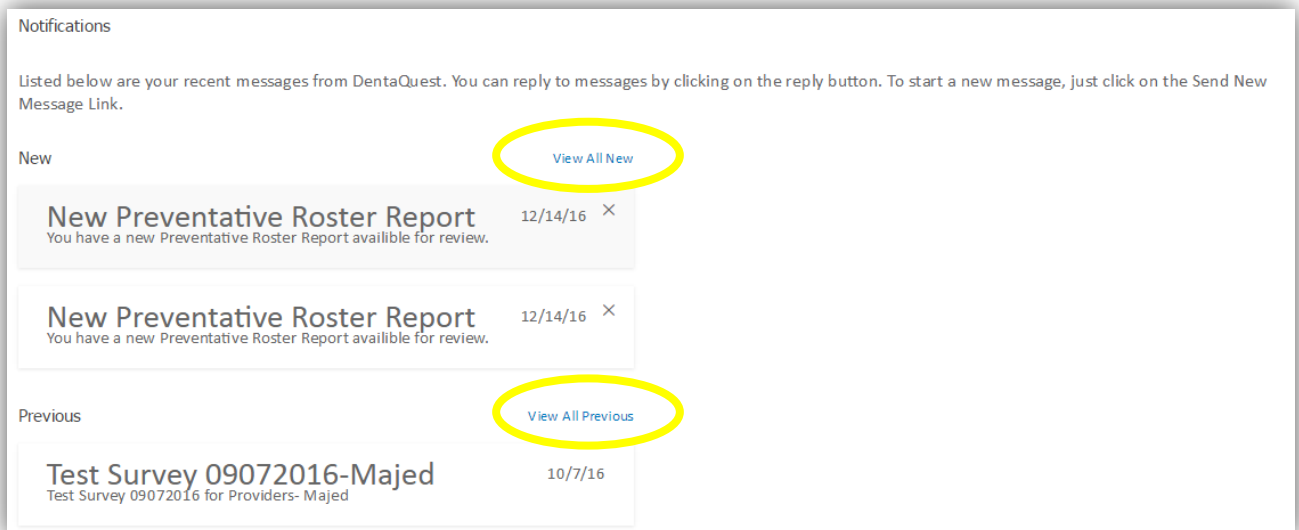 Notifications
Listed below are your recent messages from DentaQuest. You can reply to messages by clicking on the reply button. To start a new message, just click on the Send New
Message Link.
New
View All New
New Preventative Roster Report
12/14/16 ×
You have a new Preventative Roster Report availible for review.
New Preventative Roster Report
12/14/16 ×
You have a new Preventative Roster Report availible for review.
Previous
View All Previous
Test Survey 09072016-Majed
10/7/16
Test Survey 09072016 for Providers- Majed